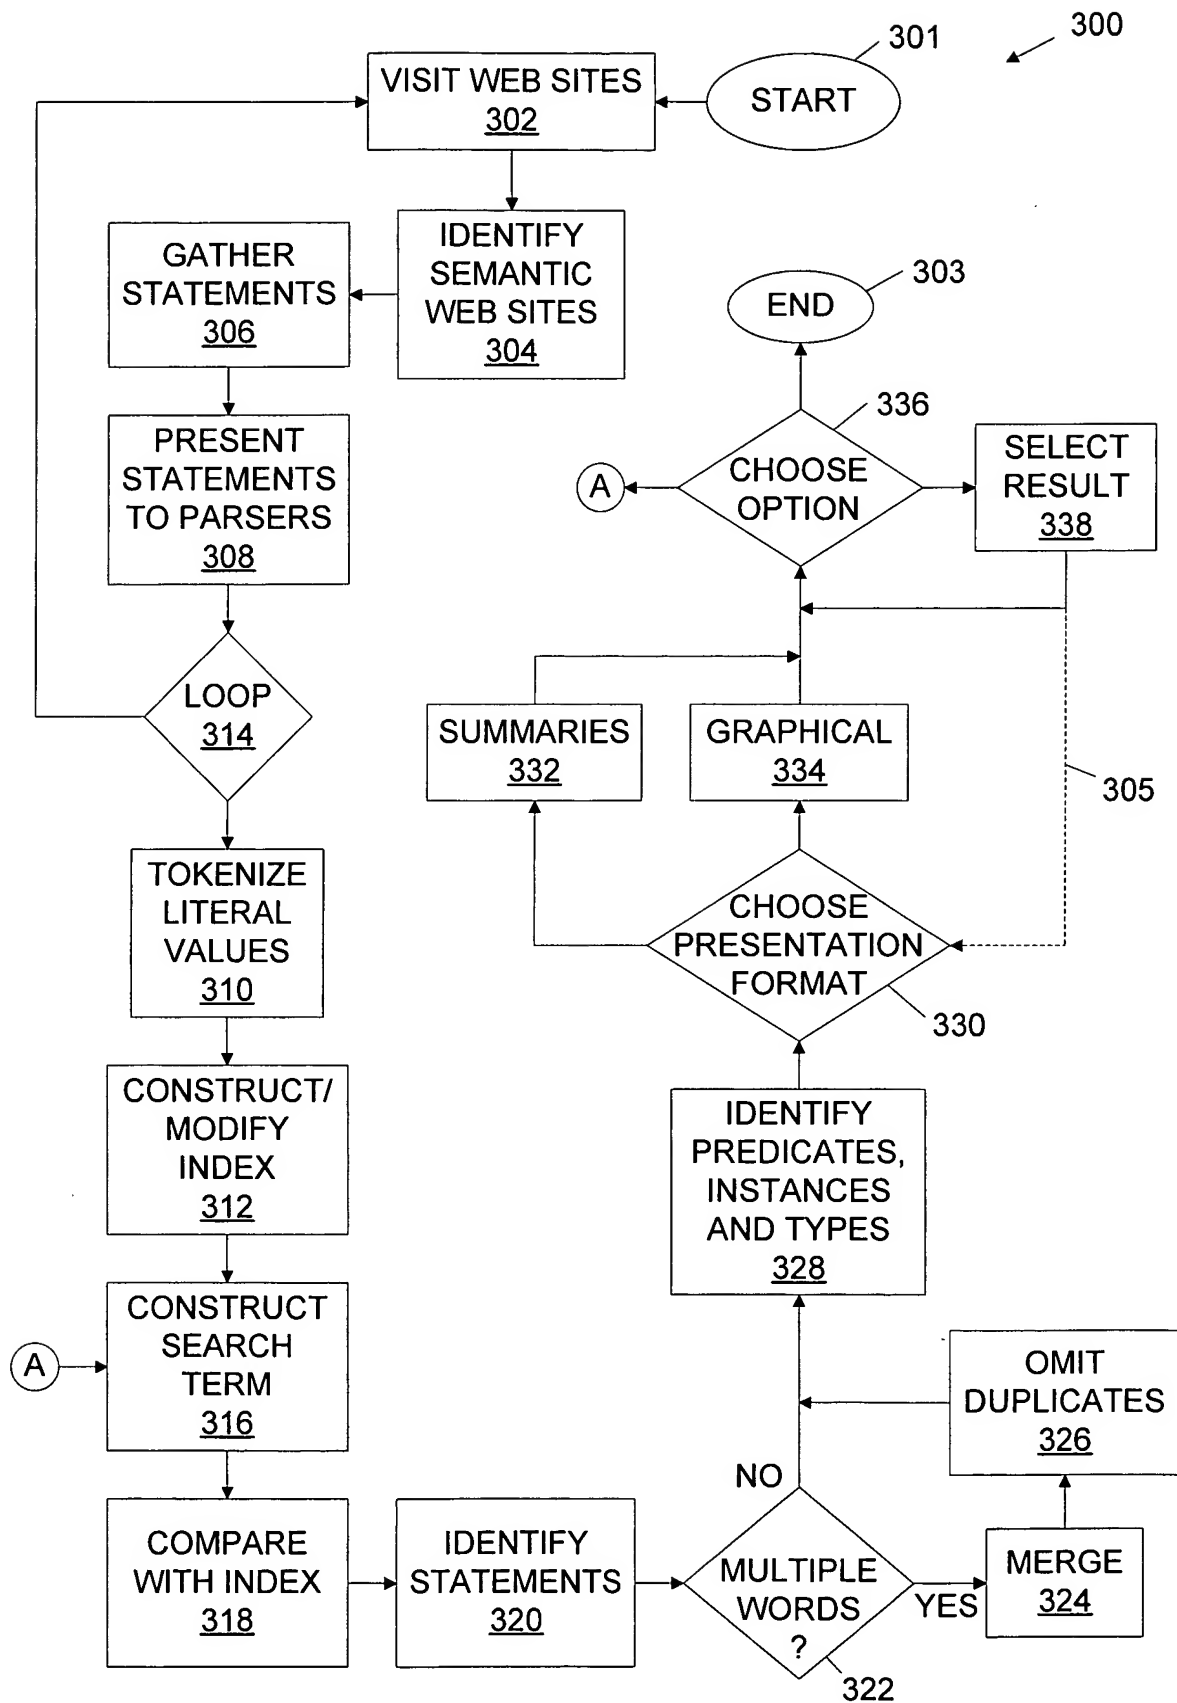 300
301
START
VISIT WEB SITES
302
IDENTIFY
SEMANTIC
WEB SITES
304
GATHER
STATEMENTS
306
PRESENT
STATEMENTS
TO PARSERS
308
LOOP
314
TOKENIZE
LITERAL
VALUES
310
CONSTRUCT/
MODIFY
INDEX
312
A
CONSTRUCT
SEARCH
TERM
316
COMPARE
WITH INDEX
318
IDENTIFY
STATEMENTS
320
MULTIPLE
WORDS
?
322
YES
MERGE
324
OMIT
DUPLICATES
326
NO
IDENTIFY
PREDICATES,
INSTANCES
AND TYPES
328
CHOOSE
PRESENTATION
FORMAT
330
SUMMARIES
332
GRAPHICAL
334
305
CHOOSE
OPTION
336
A
SELECT
RESULT
338
END
303